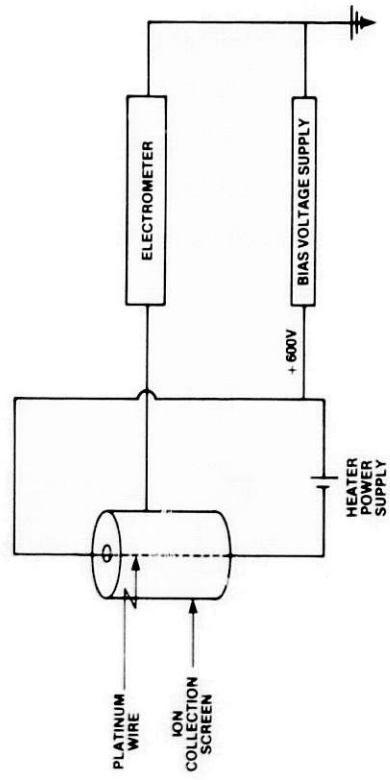 PLATINUM
WIRE
ION
COLLECTION
SCREEN
HEATER
POWER
SUPPLY
+ 600V
ELECTROMETER
BIAS VOLTAGE SUPPLY